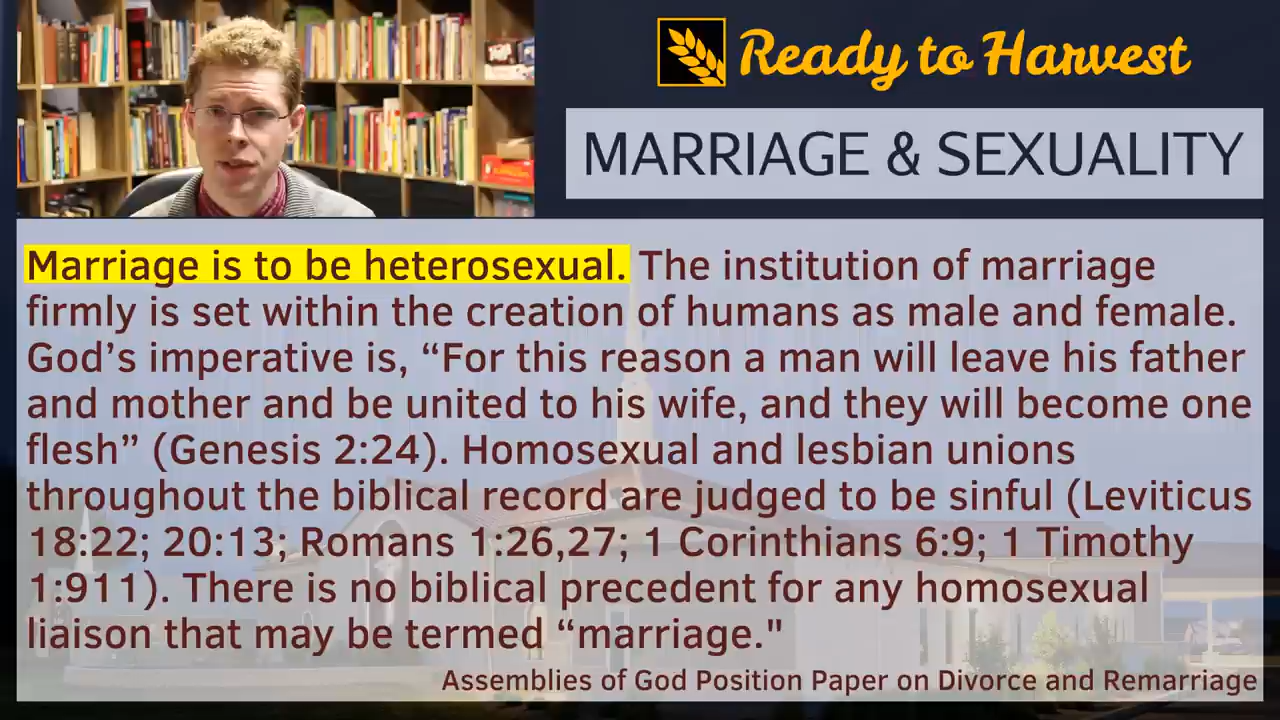 Ready to Harvest
MARRIAGE & SEXUALITY
Marriage is to be heterosexual. The institution of marriage
firmly is set within the creation of humans as male and female.
God’s imperative is, “For this reason a man will leave his father
and mother and be united to his wife, and they will become one
flesh” (Genesis 2:24). Homosexual and lesbian unions
throughout the biblical record are judged to be sinful (Leviticus
18:22; 20:13; Romans 1:26,27; 1 Corinthians 6:9; 1 Timothy
1:911). There is no biblical precedent for any homosexual
liaison that may be termed “marriage."
Assemblies of God Position Paper on Divorce and Remarriage